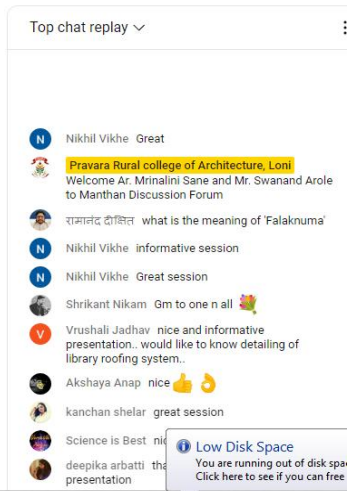 Top chat replay
N Nikhil Vikhe Great
Pravara Rural college of Architecture, Loni
Welcome Ar. Mrinalini Sane and Mr. Swanand Arole
to Manthan Discussion Forum
रामानंद दीक्षित what is the meaning of 'Falaknuma'
N Nikhil Vikhe informative session
N Nikhil Vikhe Great session
Shrikant Nikam Gm to one n all
V Vrushali Jadhav nice and informative
presentation.. would like to know detailing of
library roofing system..
Akshaya Anap nice
kanchan shelar great session
Science is Best
deepika arbatti
presentation
Low Disk Space
You are running out of disk
Click here to see if you can free